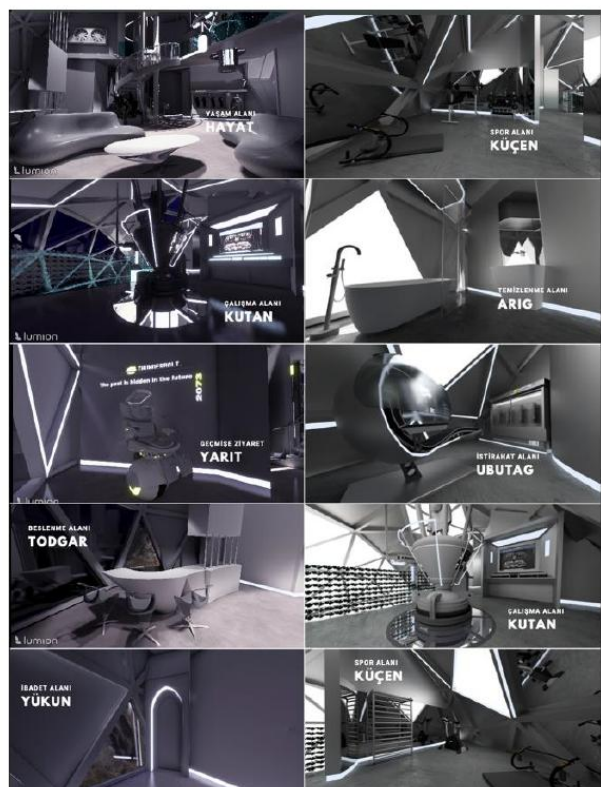 YAŞAM ALANI
HAYAT
Lumion
SPOR ALANI
KÜÇEN
ÇALIŞMA ALANI
KUTAN
Lumion
TEMİZLENME ALANI
ARIG
The past is hidden in the future
2073
GEÇMİŞE ZİYARET
YARIT
İSTİRAHAT ALANI
UBUTAG
BESLENME ALANI
TODGAR
Lumion
ÇALIŞMA ALANI
KUTAN
İBADET ALANI
YÜKUN
SPOR ALANI
KÜÇEN